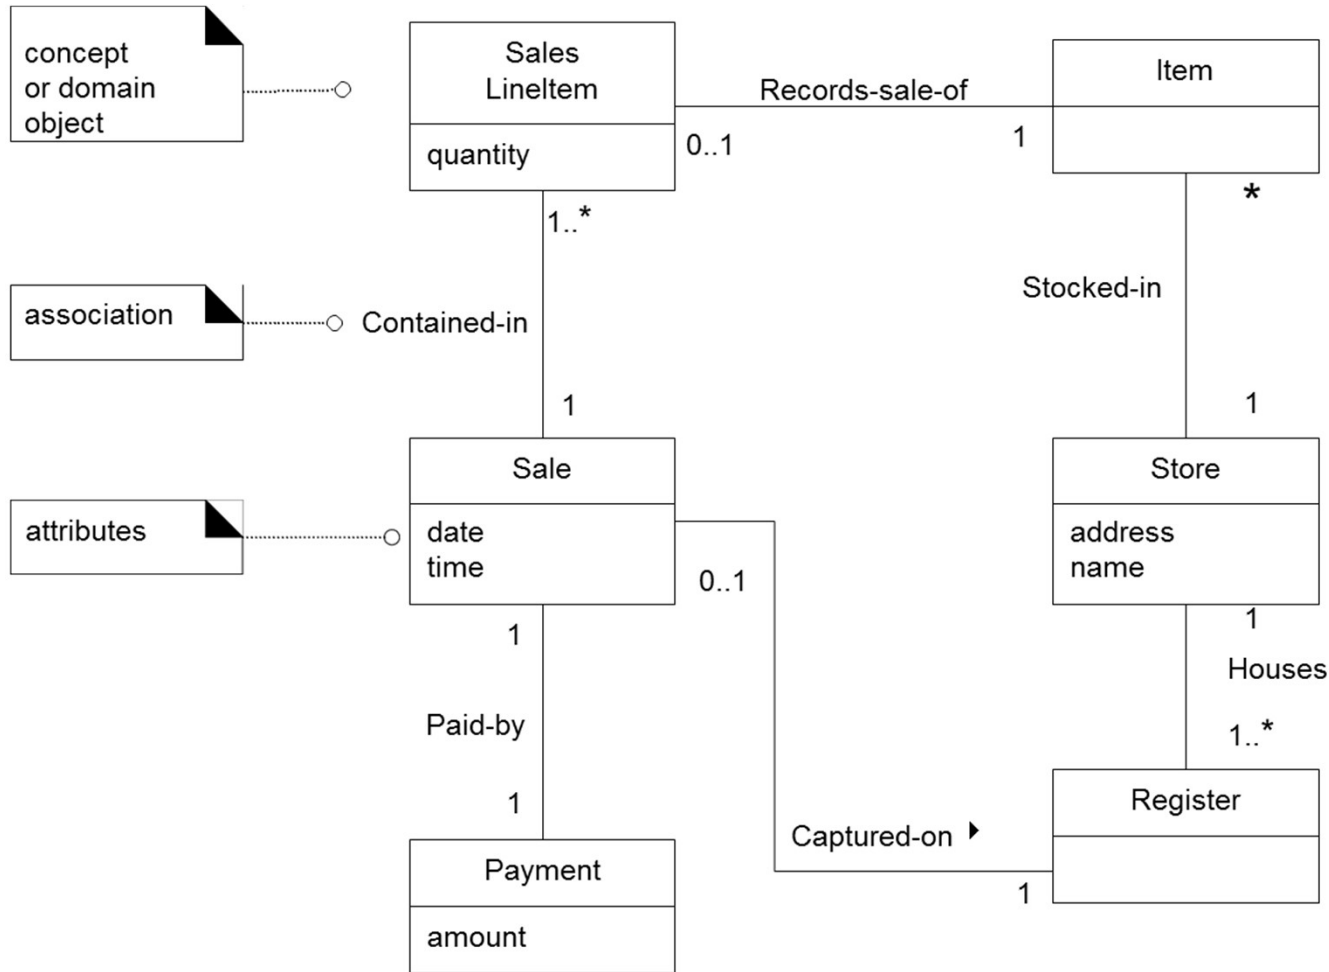 concept
or domain
object
Sales
LineItem
quantity
Records-sale-of
0..1
1
Item
*
1..*
association
Contained-in
Stocked-in
1
1
attributes
Sale
date
time
0..1
Store
address
name
1
1
Houses
Paid-by
1..*
1
Captured-on
Register
1
Payment
amount